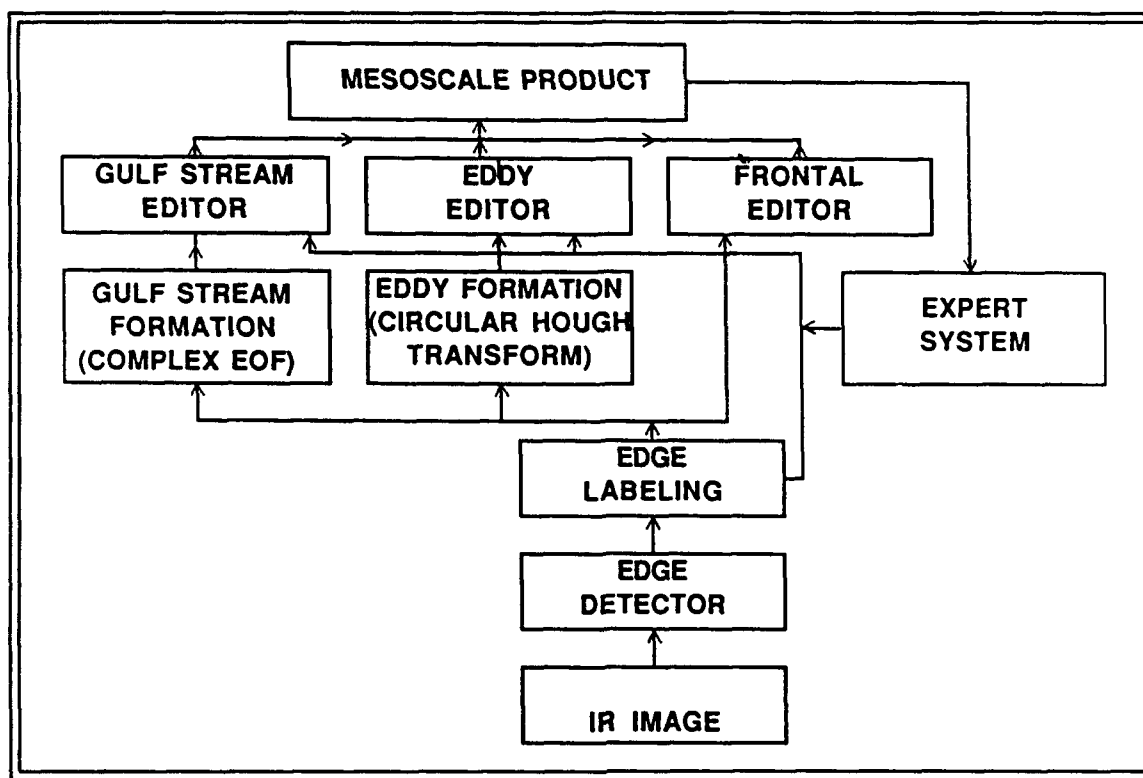 MESOSCALE PRODUCT
GULF STREAM
EDITOR
EDDY
EDITOR
FRONTAL
EDITOR
GULF STREAM
FORMATION
(COMPLEX EOF)
EDDY FORMATION
(CIRCULAR HOUGH
TRANSFORM)
EXPERT
SYSTEM
EDGE
LABELING
EDGE
DETECTOR
IR IMAGE